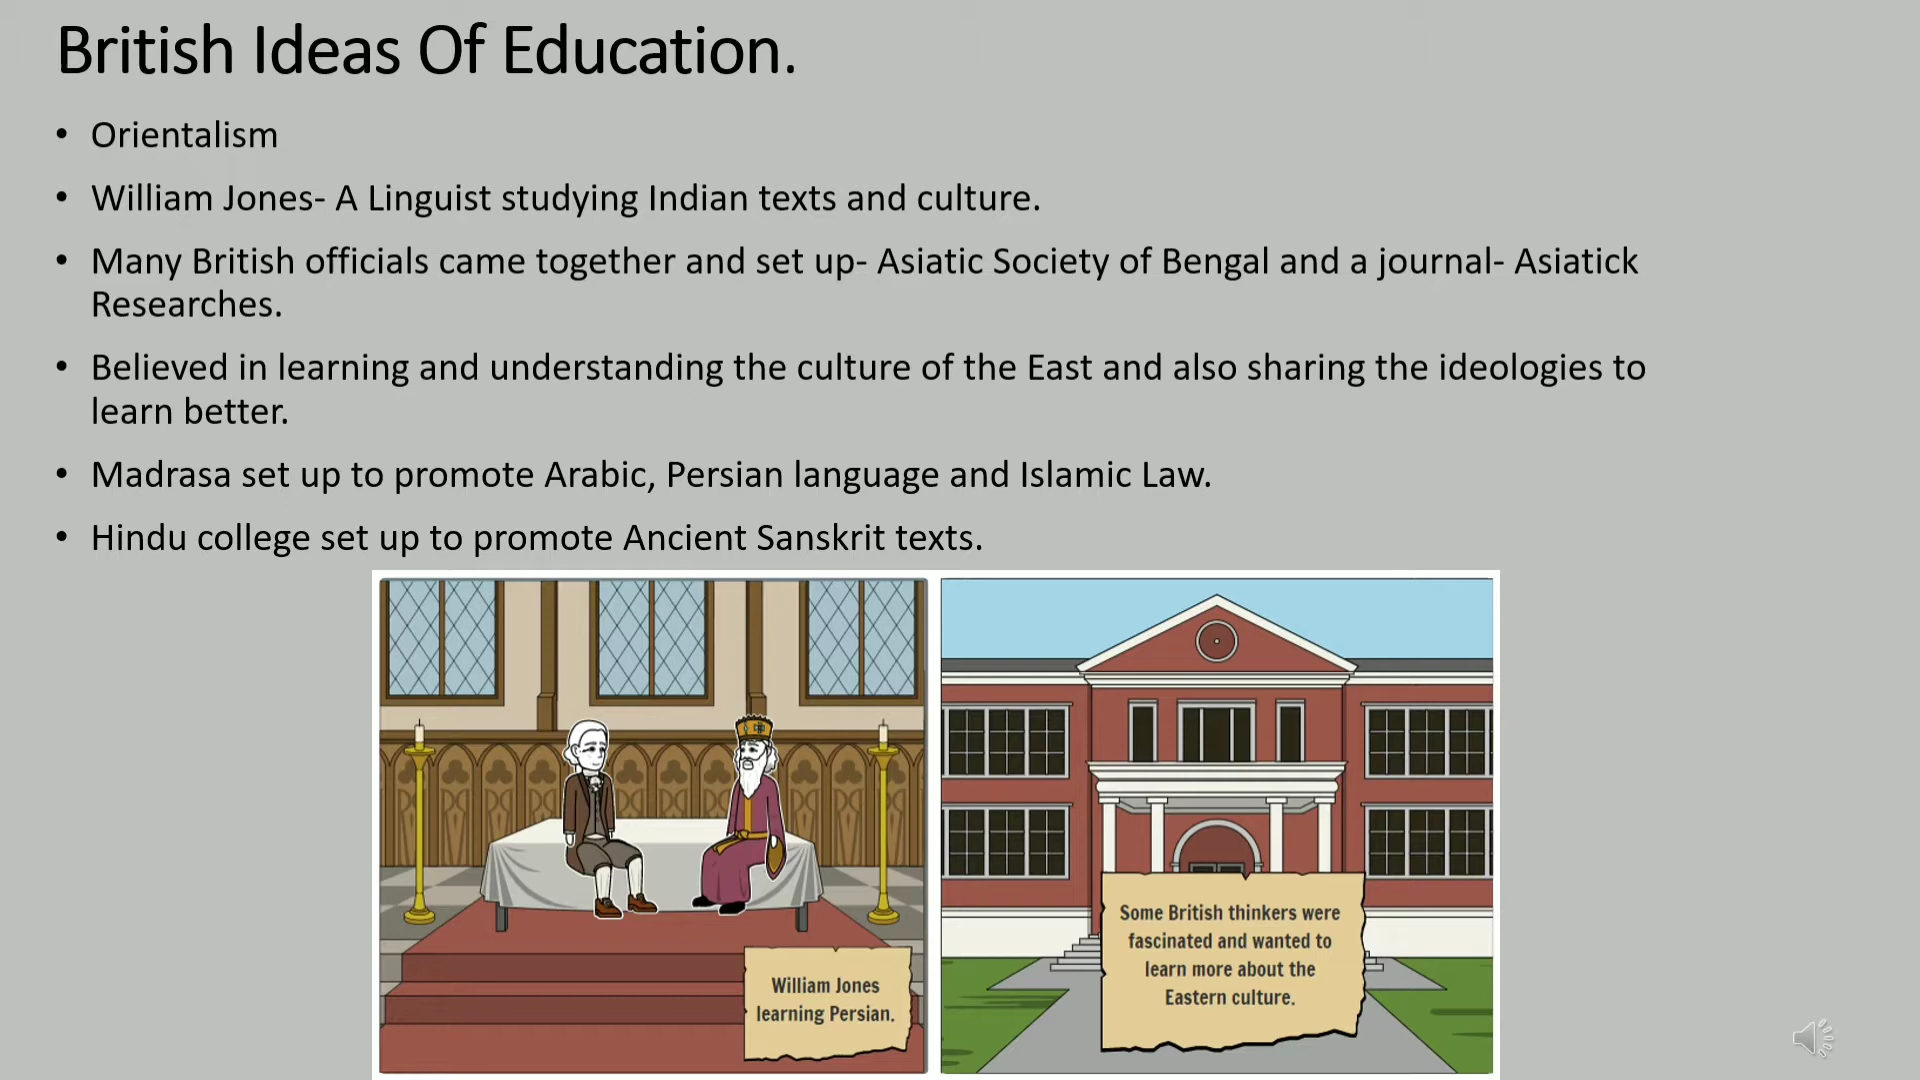 British Ideas Of Education.
• Orientalism
• William Jones- A Linguist studying Indian texts and culture.
• Many British officials came together and set up- Asiatic Society of Bengal and a journal- Asiatick
Researches.
• Believed in learning and understanding the culture of the East and also sharing the ideologies to
learn better.
• Madrasa set up to promote Arabic, Persian language and Islamic Law.
• Hindu college set up to promote Ancient Sanskrit texts.
William Jones
learning Persian.
Some British thinkers were
fascinated and wanted to
learn more about the
Eastern culture.